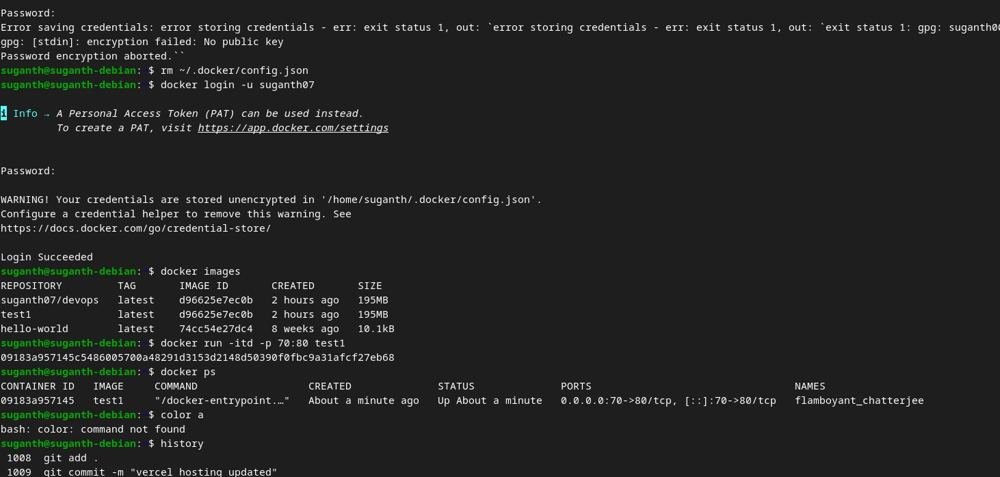 Password:
Error saving credentials: error storing credentials - err: exit status 1, out: `error storing credentials - err: exit status 1, out: `exit status 1: gpg: suganth0
gpg: [stdin]: encryption failed: No public key
Password encryption aborted.``
suganth@suganth-debian:~$ rm ~/.docker/config.json
suganth@suganth-debian:~$ docker login -u suganth07
i Info → A Personal Access Token (PAT) can be used instead.
To create a PAT, visit https://app.docker.com/settings
Password:
WARNING! Your credentials are stored unencrypted in '/home/suganth/.docker/config.json'.
Configure a credential helper to remove this warning. See
https://docs.docker.com/go/credential-store/
Login Succeeded
suganth@suganth-debian:~$ docker images
REPOSITORY         TAG       IMAGE ID       CREATED       SIZE
suganth07/devops   latest    d96625e7ec0b   2 hours ago   195MB
test1              latest    d96625e7ec0b   2 hours ago   195MB
hello-world        latest    74cc54e27dc4   8 weeks ago   10.1kB
suganth@suganth-debian:~$ docker run -itd -p 70:80 test1
09183a957145c5486005700a48291d3153d2148d50390f0fbc9a31afcf27eb68
suganth@suganth-debian:~$ docker ps
CONTAINER ID   IMAGE     COMMAND                  CREATED              STATUS              PORTS                                 NAMES
09183a957145   test1     "/docker-entrypoint.…"   About a minute ago   Up About a minute   0.0.0.0:70->80/tcp, [::]:70->80/tcp   flamboyant_chatterjee
suganth@suganth-debian:~$ color a
bash: color: command not found
suganth@suganth-debian:~$ history
1008  git add .
1009  git commit -m "vercel hosting updated"